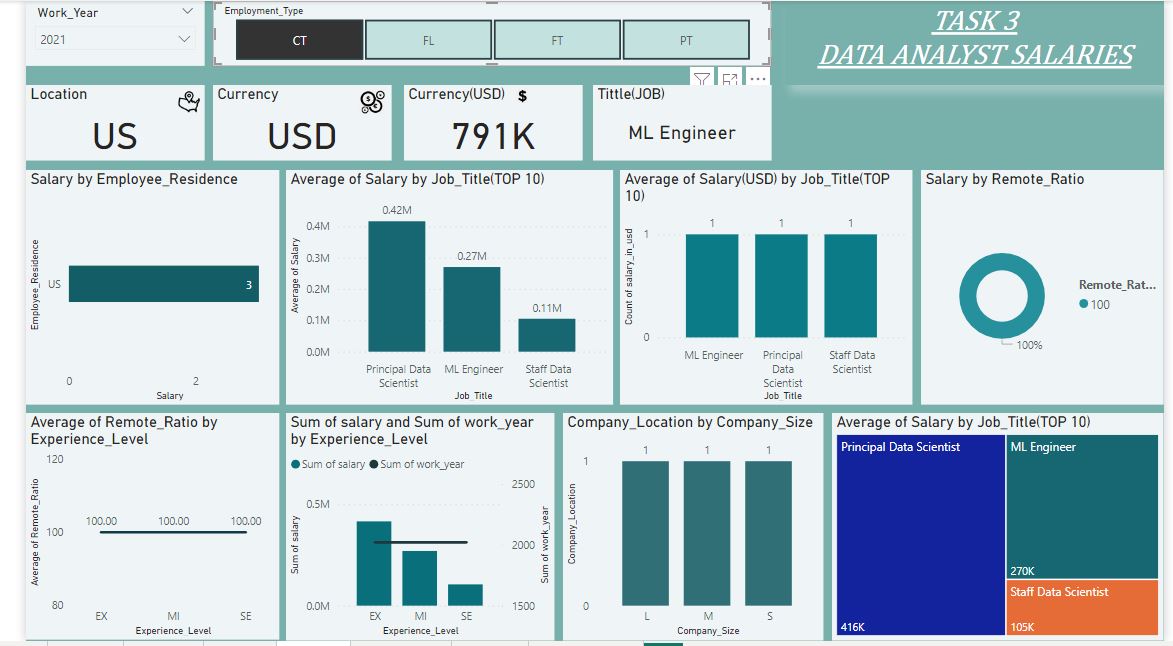 Work_Year
2021
Employment_Type
CT
FL
FT
PT
TASK 3
DATA ANALYST SALARIES
Location
US
Currency
USD
Currency(USD) $
791K
Tittle(JOB)
ML Engineer
Salary by Employee_Residence
Employee_Residence
US
3
0
2
Salary
Average of Salary by Job_Title(TOP 10)
Average of Salary
0.4M
0.3M
0.2M
0.1M
0.0M
0.42M
0.27M
0.11M
Principal Data
Scientist
ML Engineer
Staff Data
Scientist
Job_Title
Average of Salary(USD) by Job_Title(TOP
10)
Count of salary_in_usd
1
0
1
1
1
ML Engineer
Principal
Data
Scientist
Staff Data
Scientist
Job_Title
Salary by Remote_Ratio
Remote_Rat...
100
100%
Average of Remote_Ratio by
Experience_Level
Average of Remote_Ratio
120
100
80
100.00
100.00
100.00
EX
MI
SE
Experience_Level
Sum of salary and Sum of work_year
by Experience_Level
Sum of salary
Sum of work_year
Sum of salary
0.5M
0.0M
2500
2000
1500
Sum of work_year
EX
MI
SE
Experience_Level
Company_Location by Company_Size
Company_Location
1
0
1
1
1
L
M
S
Company_Size
Average of Salary by Job_Title(TOP 10)
Principal Data Scientist
416K
ML Engineer
270K
Staff Data Scientist
105K